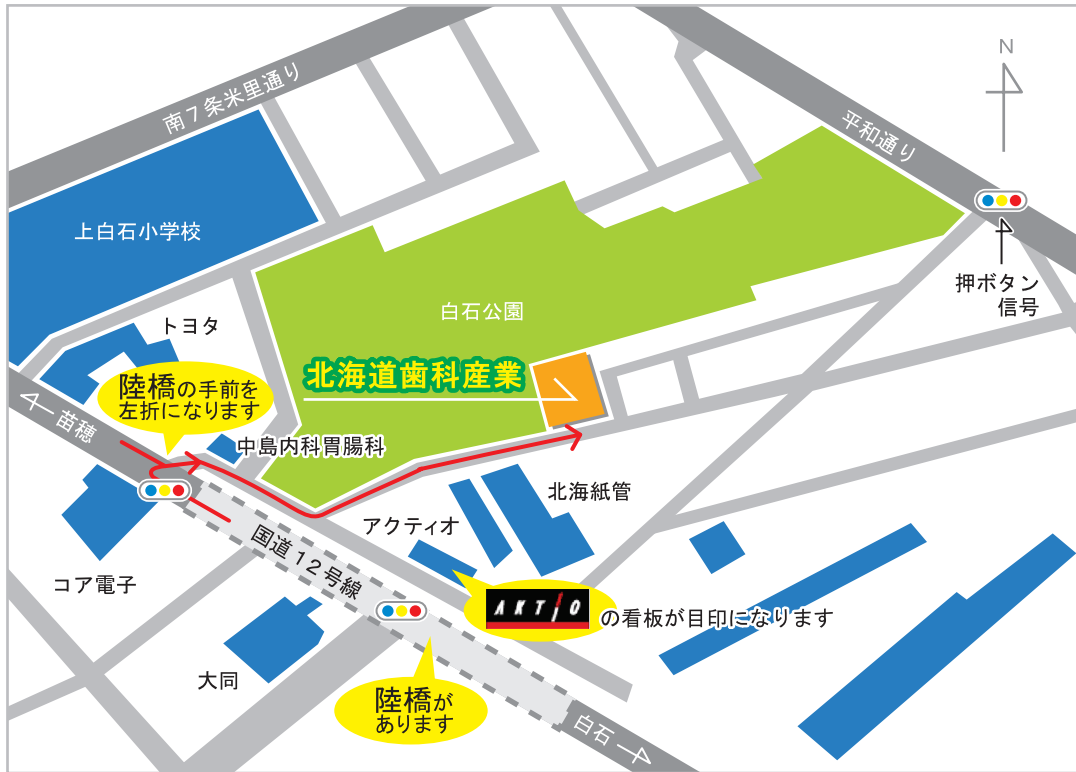 南7条米里通り
平和通り
N
押ボタン
信号
上白石小学校
トヨタ
白石公園
北海道歯科産業
陸橋の手前を
左折になります
←苗穂
中島内科胃腸科
北海紙管
アクティオ
国道12号線
コア電子
AKTIO
の看板が目印になります
大同
陸橋が
あります
白石→